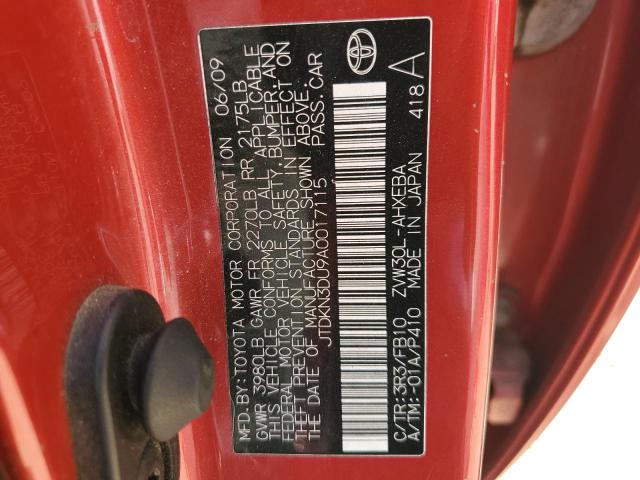 MFD. BY: TOYOTA MOTOR CORPORATION 06/09
GVWR 3980LB GAWR FR 2270LB RR 2175LB
THIS VEHICLE CONFORMS TO ALL APPLICABLE
FEDERAL MOTOR VEHICLE SAFETY, BUMPER, AND
THEFT PREVENTION STANDARDS IN EFFECT ON
THE DATE OF MANUFACTURE SHOWN ABOVE.
JTDKN3DU9A0017115 PASS. CAR
C/TR: 3R3/FB10 ZVW30L-AHXEBA
A/TM: -01A/P410 MADE IN JAPAN 418 A